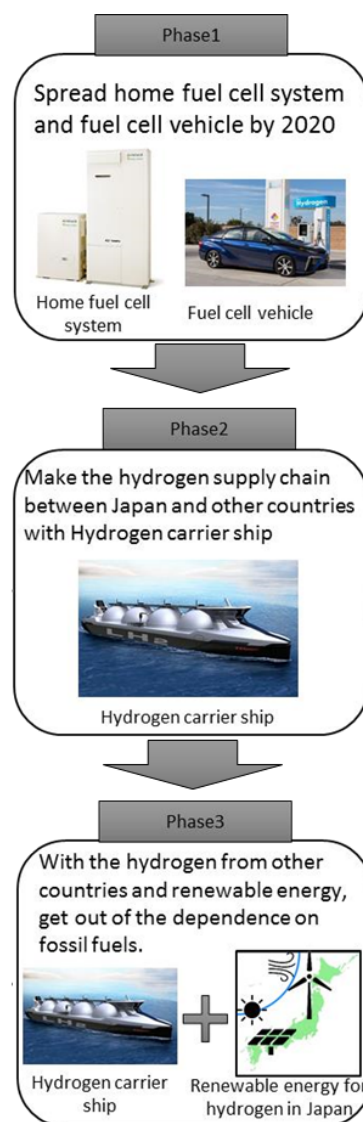 Phase1
Spread home fuel cell system
and fuel cell vehicle by 2020
Hydrogen
Home fuel cell
system
Fuel cell vehicle
Phase2
Make the hydrogen supply chain
between Japan and other countries
with Hydrogen carrier ship
LH2
Hydrogen carrier ship
Phase3
With the hydrogen from other
countries and renewable energy,
get out of the dependence on
fossil fuels.
LH2
Hydrogen carrier
ship
Renewable energy for
hydrogen in Japan